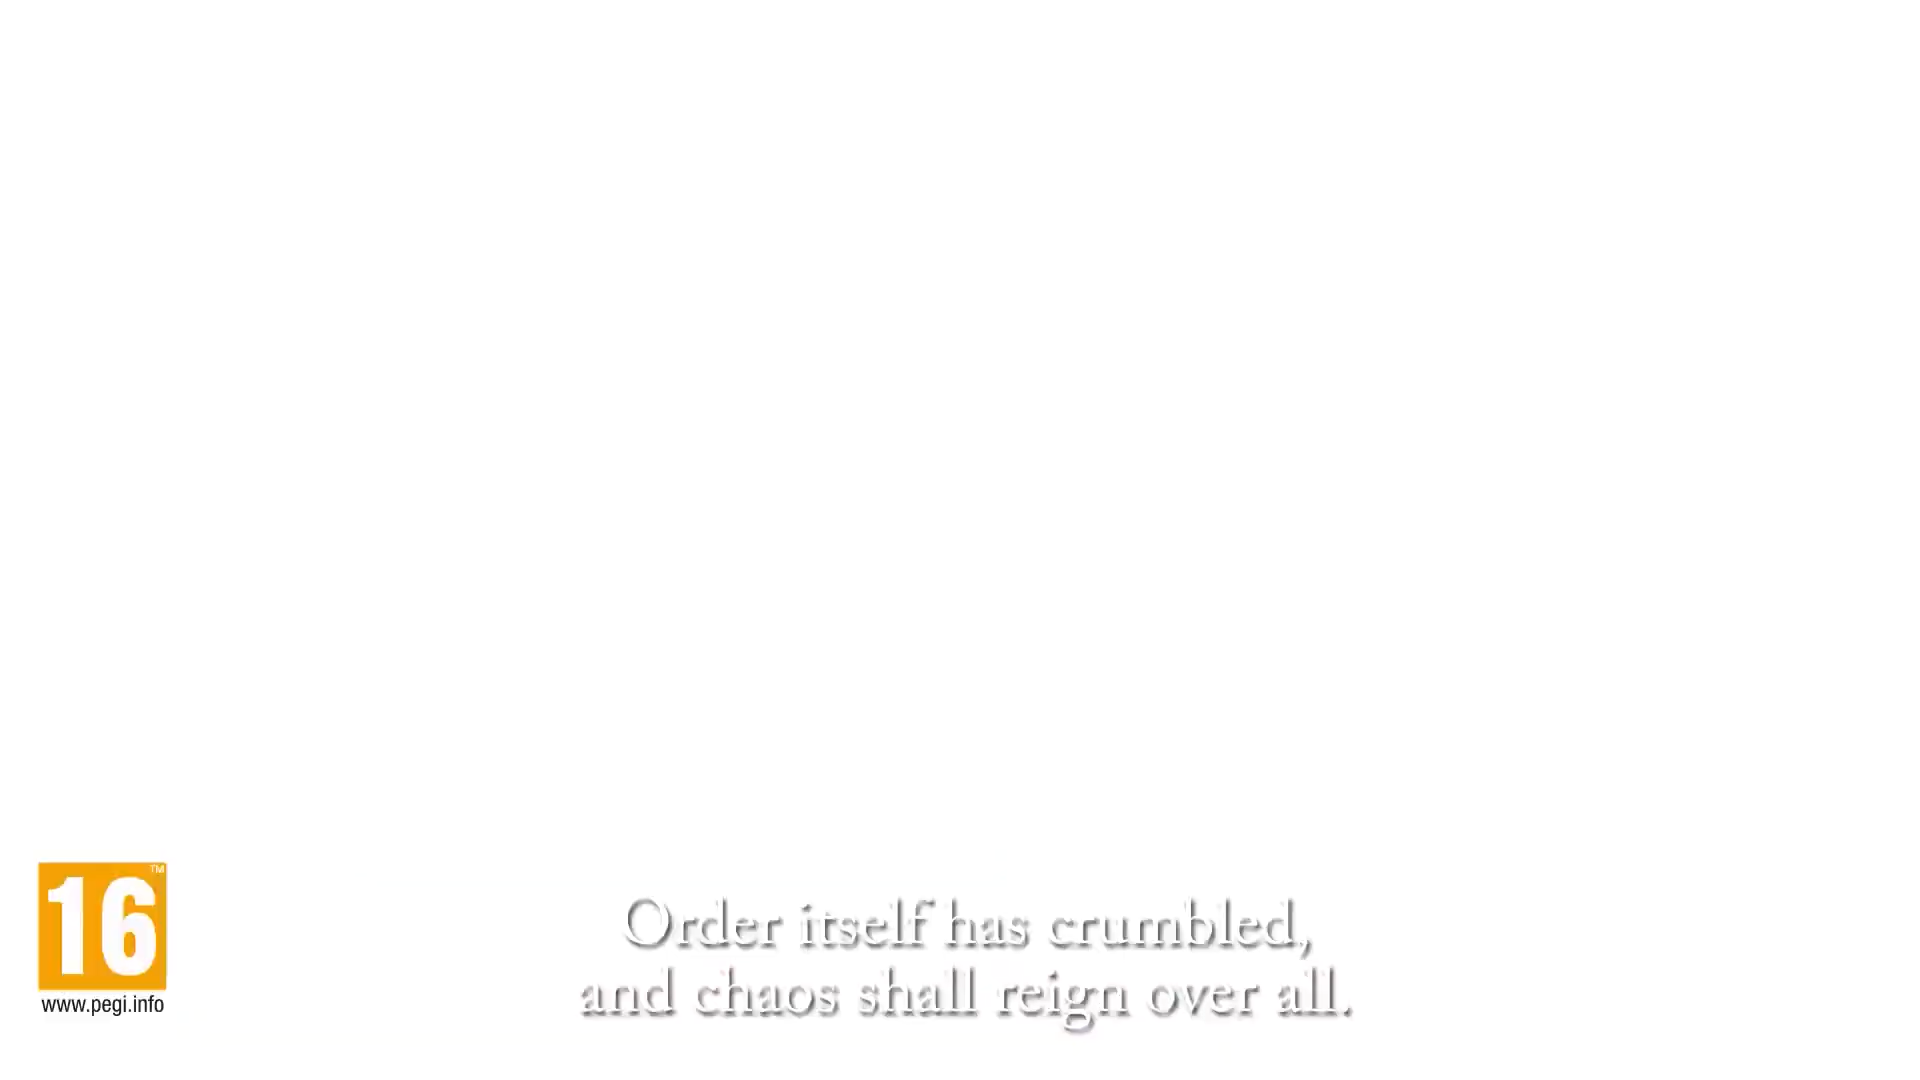 16
TM
www.pegi.info
Order itself has crumbled,
and chaos shall reign over all.